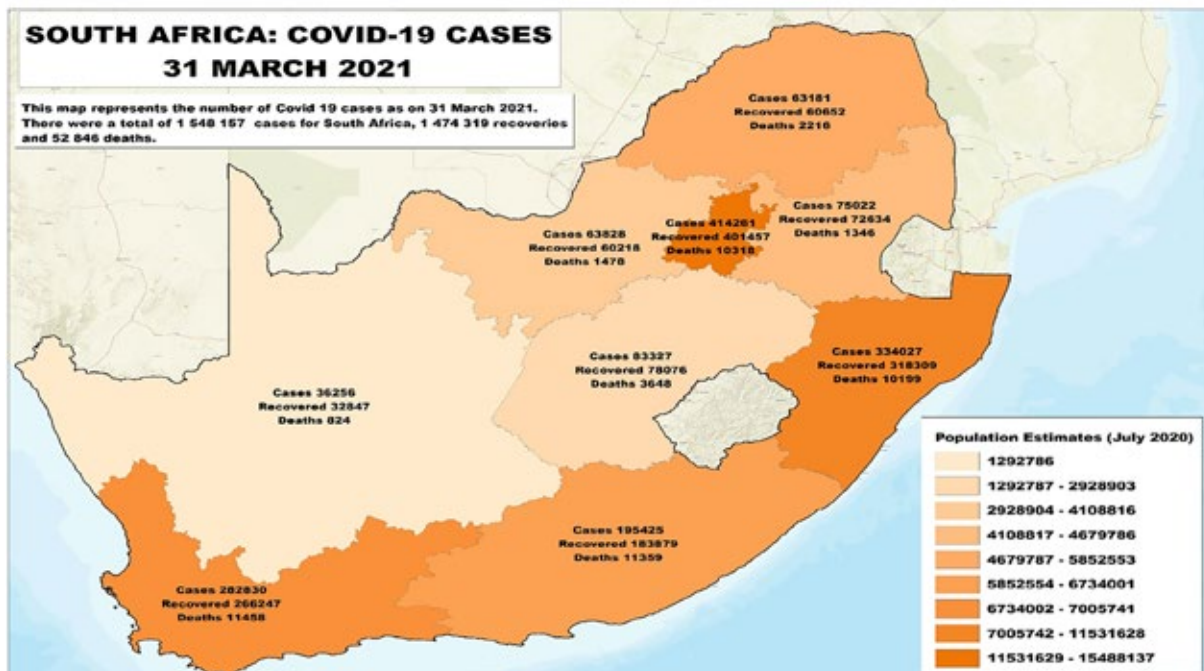 SOUTH AFRICA: COVID-19 CASES
31 MARCH 2021
This map represents the number of Covid 19 cases as on 31 March 2021.
There were a total of 1 548 157 cases for South Africa, 1 474 319 recoveries
and 52 846 deaths.
Cases 63181
Recovered 60652
Deaths 2216
Cases 75022
Recovered 72634
Deaths 1346
Cases 414261
Recovered 401457
Deaths 10318
Cases 63828
Recovered 60218
Deaths 1478
Cases 334027
Recovered 318309
Deaths 10199
Cases 83327
Recovered 78076
Deaths 3648
Cases 36256
Recovered 32847
Deaths 824
Cases 195425
Recovered 183879
Deaths 11359
Cases 282830
Recovered 266247
Deaths 11458
Population Estimates (July 2020)
1292786
1292787 - 2928903
2928904 - 4108816
4108817 - 4679786
4679787 - 5852553
5852554 - 6734001
6734002 - 7005741
7005742 - 11531628
11531629 - 15488137